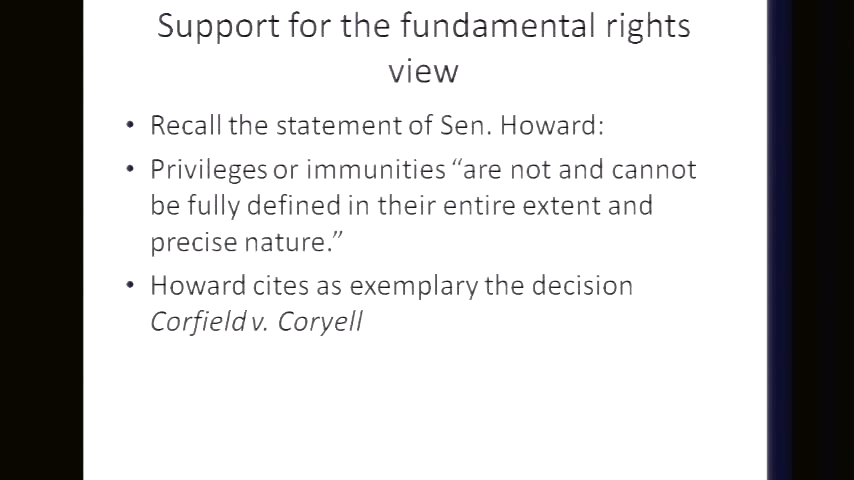 Support for the fundamental rights
view
• Recall the statement of Sen. Howard:
• Privileges or immunities “are not and cannot
be fully defined in their entire extent and
precise nature.”
• Howard cites as exemplary the decision
Corfield v. Coryell